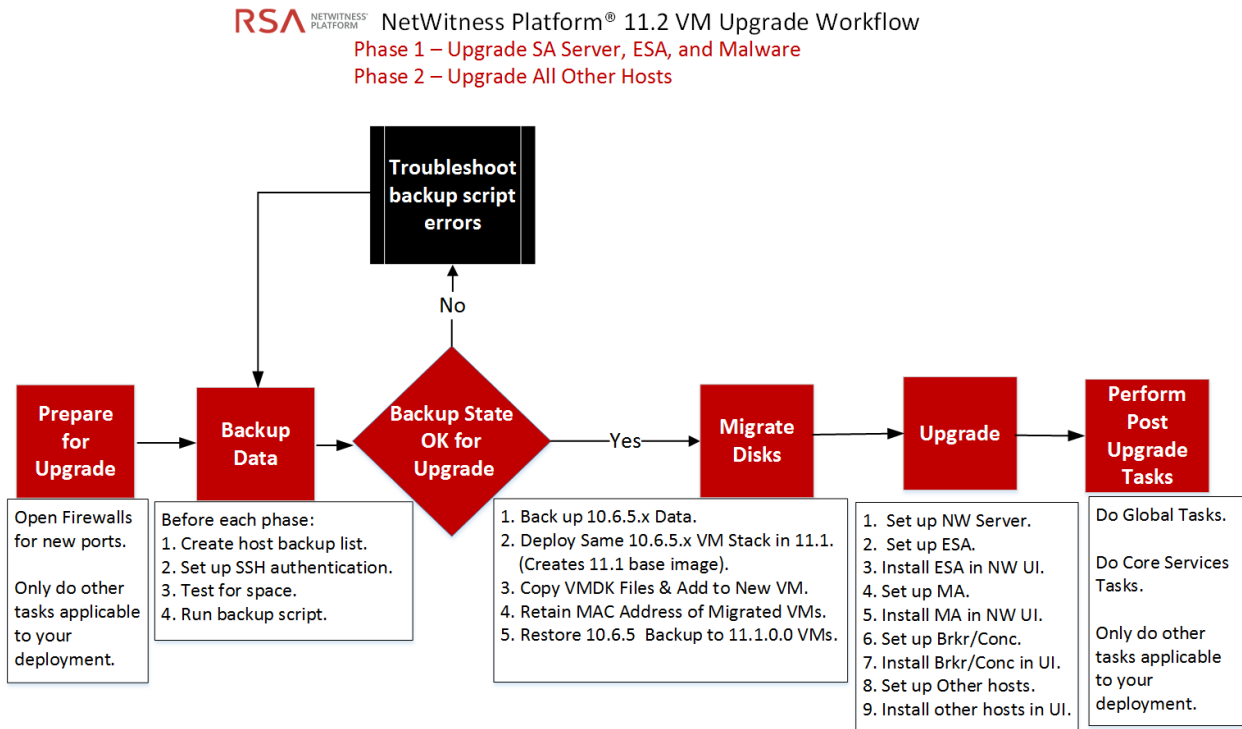 RSA NETWITNESS PLATFORM NetWitness Platform® 11.2 VM Upgrade Workflow
Phase 1 – Upgrade SA Server, ESA, and Malware
Phase 2 – Upgrade All Other Hosts
Troubleshoot
backup script
errors
No
Prepare
for
Upgrade
Backup
Data
Backup State
OK for
Upgrade
Yes
Migrate
Disks
Upgrade
Perform
Post
Upgrade
Tasks
Open Firewalls
for new ports.
Only do other
tasks applicable
to your
deployment.
Before each phase:
1. Create host backup list.
2. Set up SSH authentication.
3. Test for space.
4. Run backup script.
1. Back up 10.6.5.x Data.
2. Deploy Same 10.6.5.x VM Stack in 11.1.
(Creates 11.1 base image).
3. Copy VMDK Files & Add to New VM.
4. Retain MAC Address of Migrated VMs.
5. Restore 10.6.5 Backup to 11.1.0.0 VMs.
1. Set up NW Server.
2. Set up ESA.
3. Install ESA in NW UI.
4. Set up MA.
5. Install MA in NW UI.
6. Set up Brkr/Conc.
7. Install Brkr/Conc in UI.
8. Set up Other hosts.
9. Install other hosts in UI.
Do Global Tasks.
Do Core Services
Tasks.
Only do other
tasks applicable
to your
deployment.